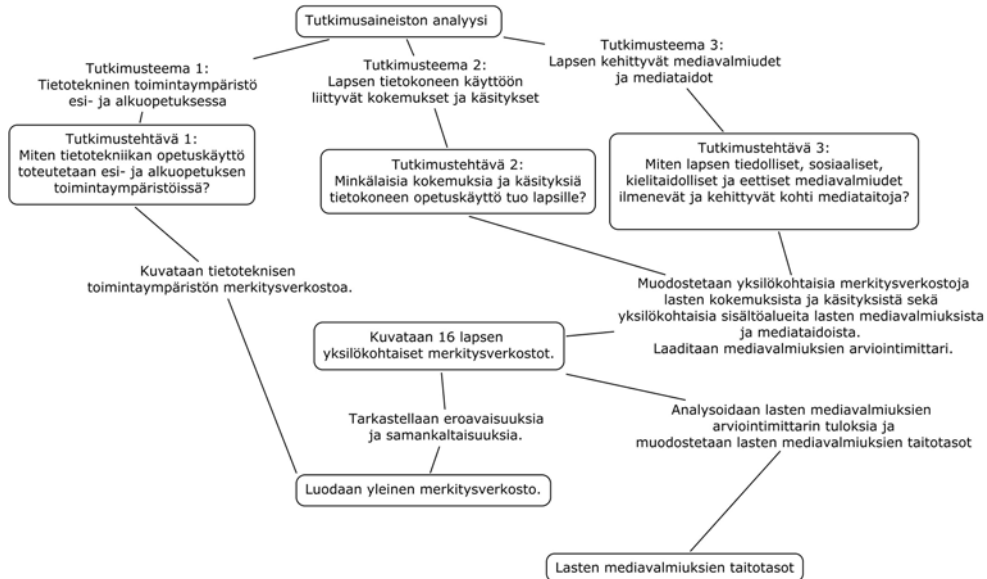 Tutkimusaineiston analyysi
Tutkimusteema 1:
Tietotekninen toimintaympäristö
esi- ja alkuopetuksessa
Tutkimusteema 2:
Lapsen tietokoneen käyttöön
liittyvät kokemukset ja käsitykset
Tutkimusteema 3:
Lapsen kehittyvät mediavalmiudet
ja mediataidot
Tutkimustehtävä 1:
Miten tietotekniikan opetuskäyttö
toteutetaan esi- ja alkuopetuksen
toimintaympäristöissä?
Tutkimustehtävä 2:
Minkälaisia kokemuksia ja käsityksiä
tietokoneen opetuskäyttö tuo lapsille?
Tutkimustehtävä 3:
Miten lapsen tiedolliset, sosiaaliset,
kielitaidolliset ja eettiset mediavalmiudet
ilmenevät ja kehittyvät kohti mediataitoja?
Kuvataan tietoteknisen
toimintaympäristön merkitysverkostoa.
Muodostetaan yksilökohtaisia merkitysverkostoja
lasten kokemuksista ja käsityksistä sekä
yksilökohtaisia sisältöalueita lasten mediavalmiuksista
ja mediataidoista.
Laaditaan mediavalmiuksien arviointimittari.
Kuvataan 16 lapsen
yksilökohtaiset merkitysverkostot.
Tarkastellaan eroavaisuuksia
ja samankaltaisuuksia.
Analysoidaan lasten mediavalmiuksien
arviointimittarin tuloksia ja
muodostetaan lasten mediavalmiuksien taitotasot
Luodaan yleinen merkitysverkosto.
Lasten mediavalmiuksien taitotasot